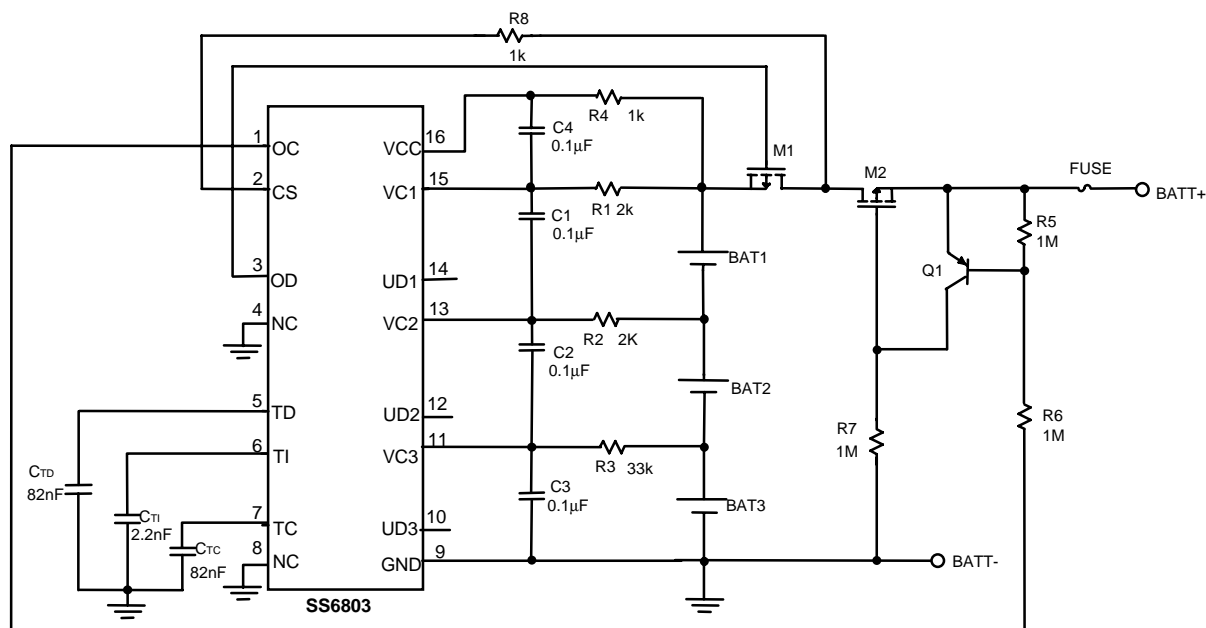 R8
1k
1 OC
2 CS
3 OD
4 NC
5 TD
6 TI
7 TC
8 NC
VCC 16
VC1 15
UD1 14
VC2 13
UD2 12
VC3 11
UD3 10
GND 9
SS6803
CTD
82nF
CTI
2.2nF
CTC
82nF
C4
0.1µF
C1
0.1µF
C2
0.1µF
C3
0.1µF
R4 1k
R1 2k
R2 2K
R3 33k
BAT1
BAT2
BAT3
M1
M2
FUSE
BATT+
R5
1M
Q1
R7
1M
R6
1M
BATT-